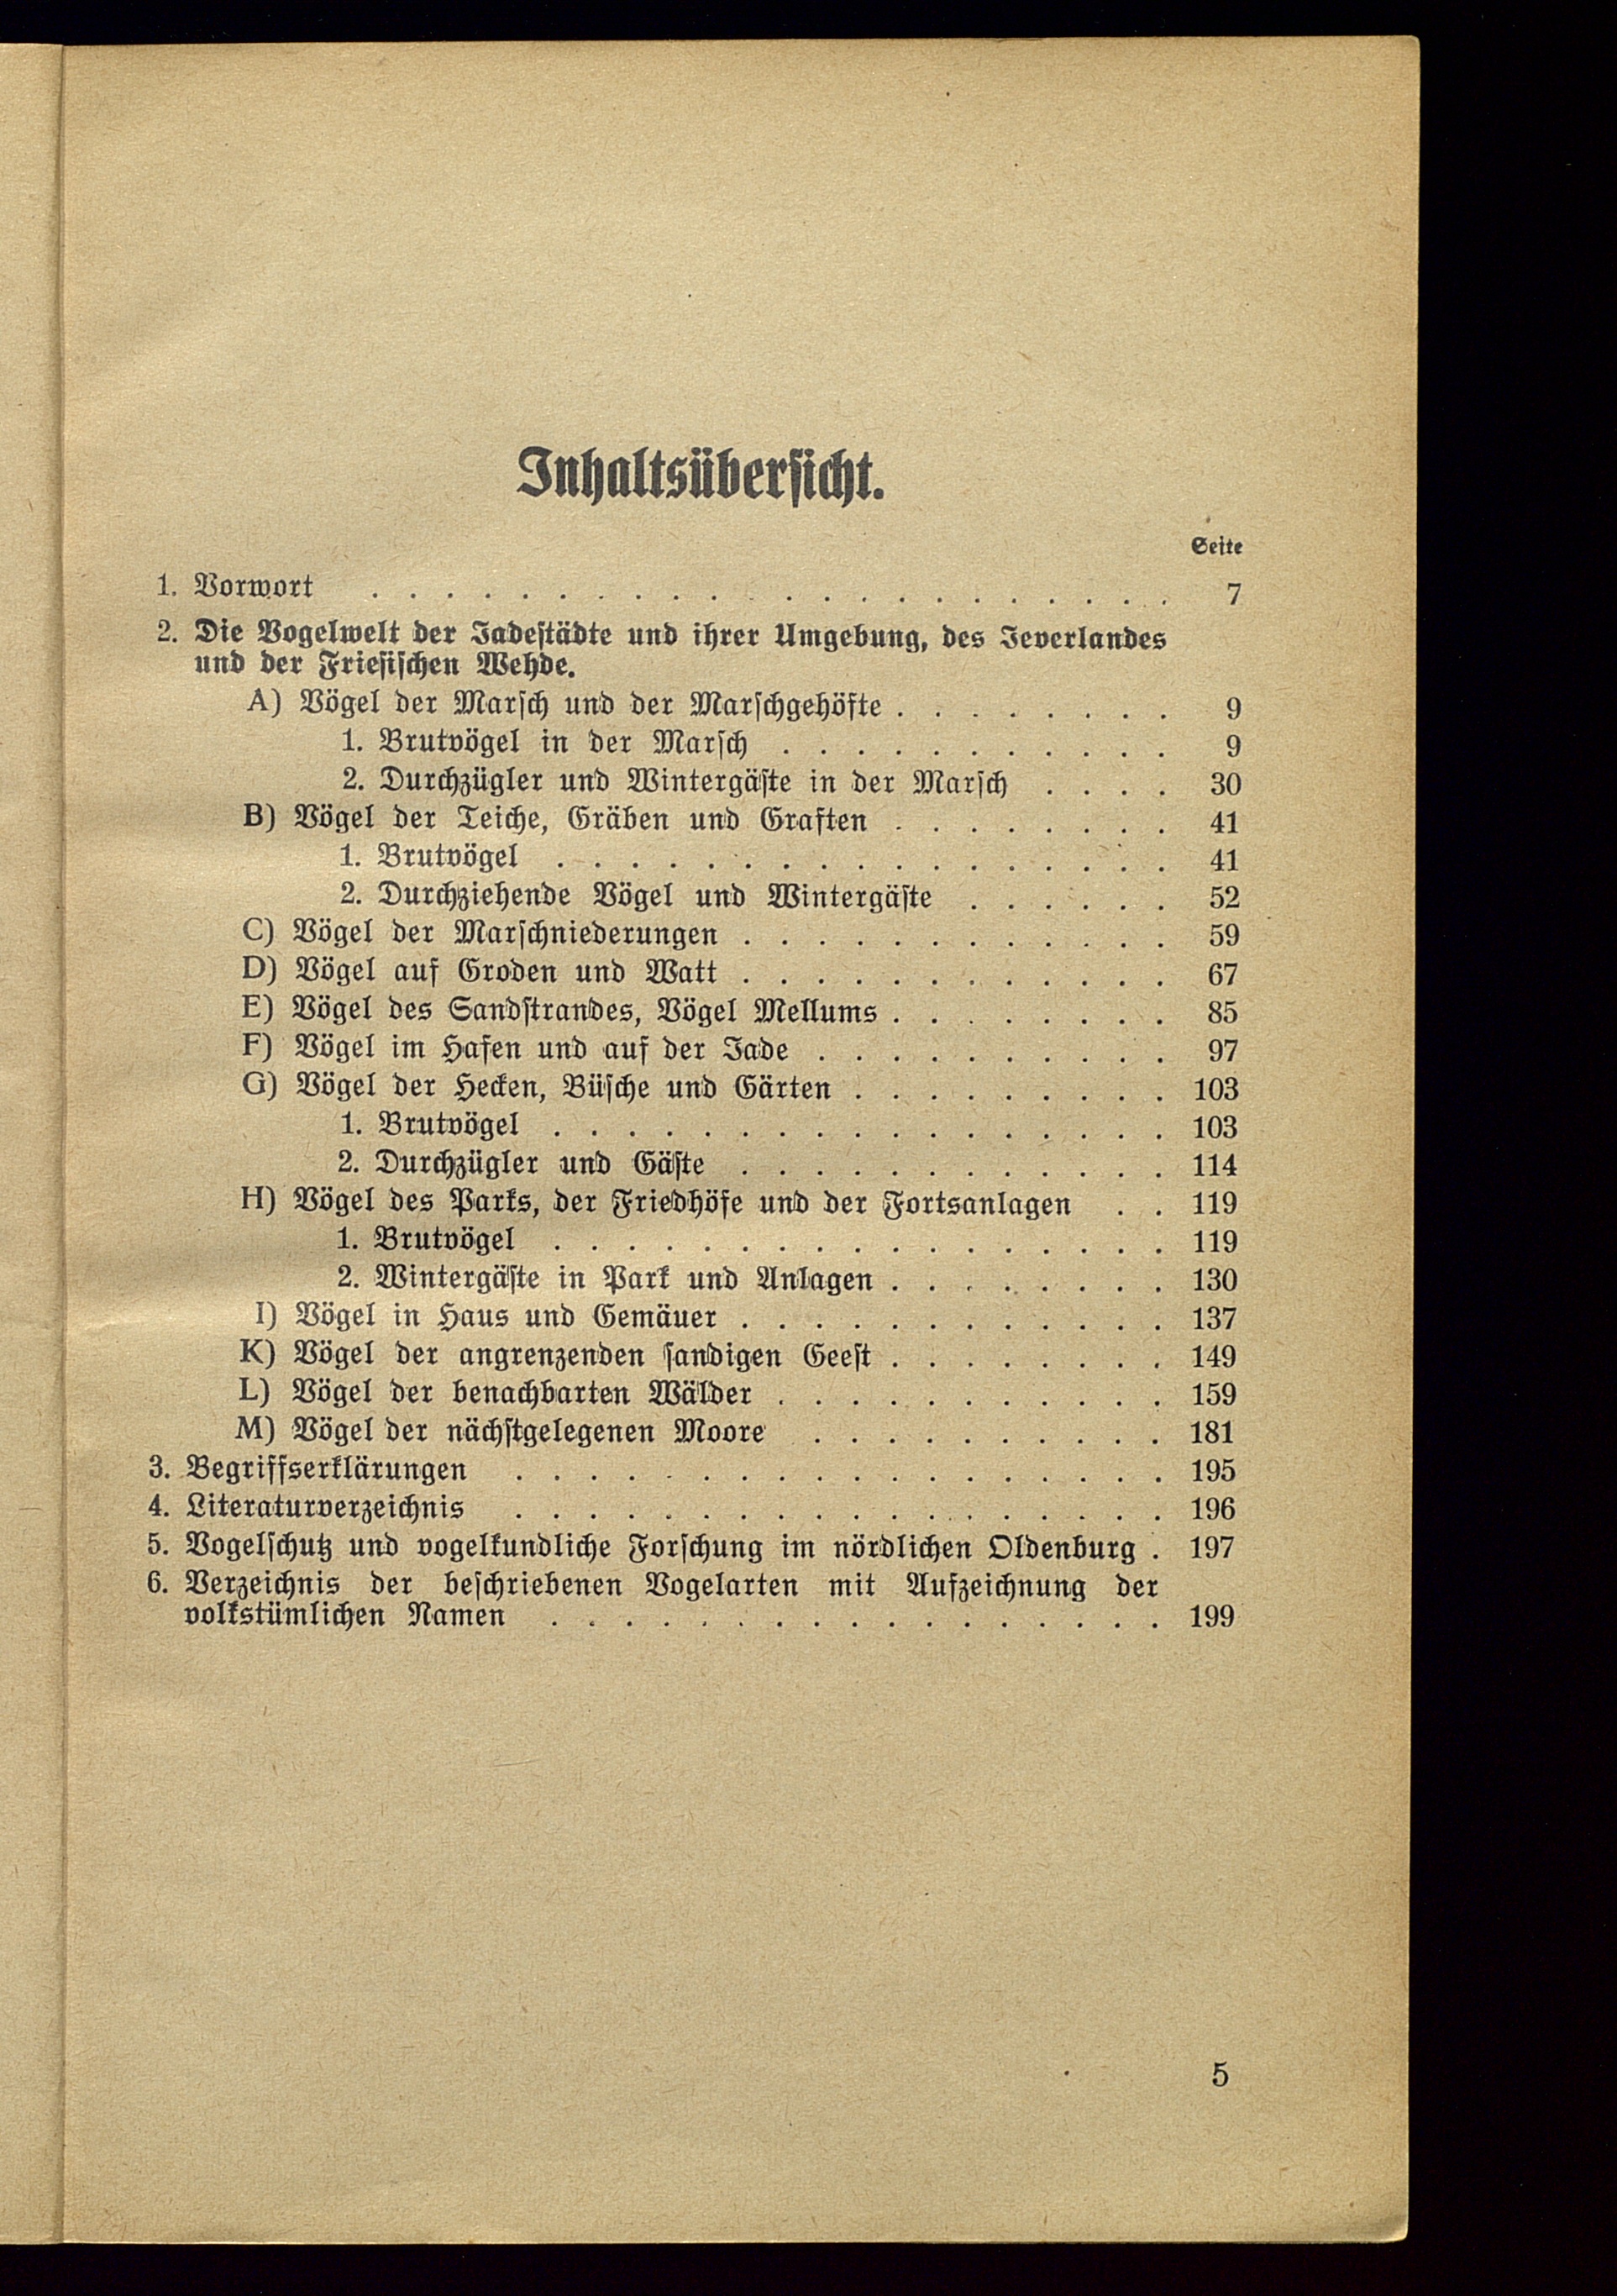 Inhaltsübersicht.
Seite
1. Vorwort . . . . . . . . . . . . . . . . . . . . . . 7
2. Die Vogelwelt der Jadestädte und ihrer Umgebung, des Jeverlandes
und der Friesischen Wehde.
A) Vögel der Marsch und der Marschgehöfte . . . . . . . . 9
1. Brutvögel in der Marsch . . . . . . . . . . . 9
2. Durchzügler und Wintergäste in der Marsch . . . . 30
B) Vögel der Teiche, Gräben und Graften . . . . . . . . 41
1. Brutvögel . . . . . . . . . . . . . . . . . 41
2. Durchziehende Vögel und Wintergäste . . . . . . 52
C) Vögel der Marschniederungen . . . . . . . . . . . . 59
D) Vögel auf Groden und Watt . . . . . . . . . . . . 67
E) Vögel des Sandstrandes, Vögel Mellums . . . . . . . . 85
F) Vögel im Hafen und auf der Jade . . . . . . . . . . 97
G) Vögel der Hecken, Büsche und Gärten . . . . . . . . . 103
1. Brutvögel . . . . . . . . . . . . . . . . . 103
2. Durchzügler und Gäste . . . . . . . . . . . . 114
H) Vögel des Parks, der Friedhöfe und der Fortsanlagen . . 119
1. Brutvögel . . . . . . . . . . . . . . . . . 119
2. Wintergäste in Park und Anlagen . . . . . . . . 130
I) Vögel in Haus und Gemäuer . . . . . . . . . . . . 137
K) Vögel der angrenzenden sandigen Geest . . . . . . . . 149
L) Vögel der benachbarten Wälder . . . . . . . . . . . 159
M) Vögel der nächstgelegenen Moore . . . . . . . . . . 181
3. Begriffserklärungen . . . . . . . . . . . . . . . . . . 195
4. Literaturverzeichnis . . . . . . . . . . . . . . . . . . 196
5. Vogelschutz und vogelkundliche Forschung im nördlichen Oldenburg . 197
6. Verzeichnis der beschriebenen Vogelarten mit Aufzeichnung der
volkstümlichen Namen . . . . . . . . . . . . . . . . . 199
5